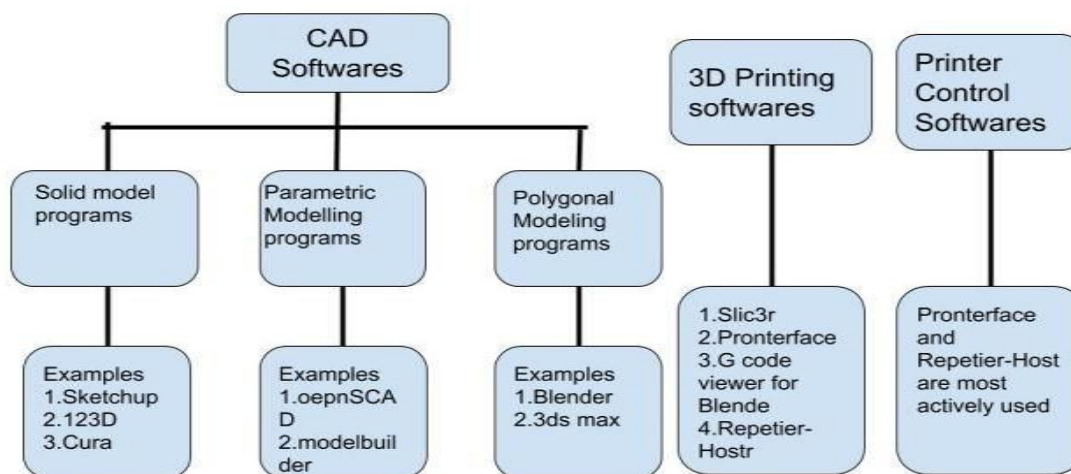 CAD
Softwares
3D Printing
softwares
Printer
Control
Softwares
Solid model
programs
Parametric
Modelling
programs
Polygonal
Modeling
programs
Examples
1.Sketchup
2.123D
3.Cura
Examples
1.oepnSCA
D
2.modelbuil
der
Examples
1.Blender
2.3ds max
1.Slic3r
2.Pronterface
3.G code
viewer for
Blende
4.Repetier-
Hostr
Pronterface
and
Repetier-Host
are most
actively used